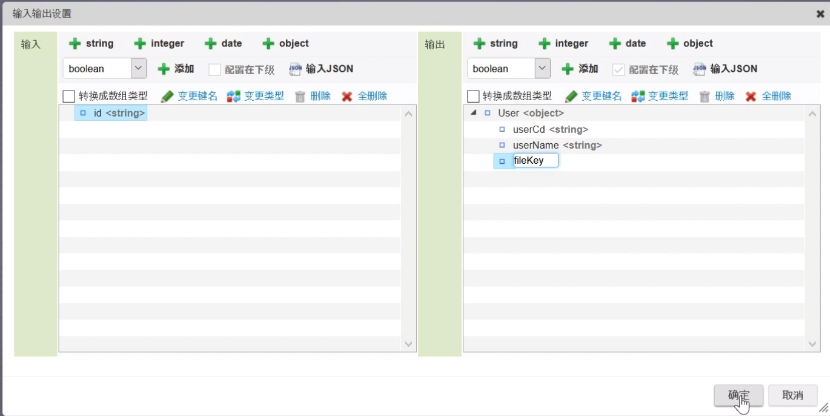 输入输出设置
输入
string integer date object
boolean 添加 配置在下级 输入JSON
转换成数组类型 变更键名 变更类型 删除 全删除
id <string>
输出
string integer date object
boolean 添加 配置在下级 输入JSON
转换成数组类型 变更键名 变更类型 删除 全删除
User <object>
userCd <string>
userName <string>
fileKey
确定 取消